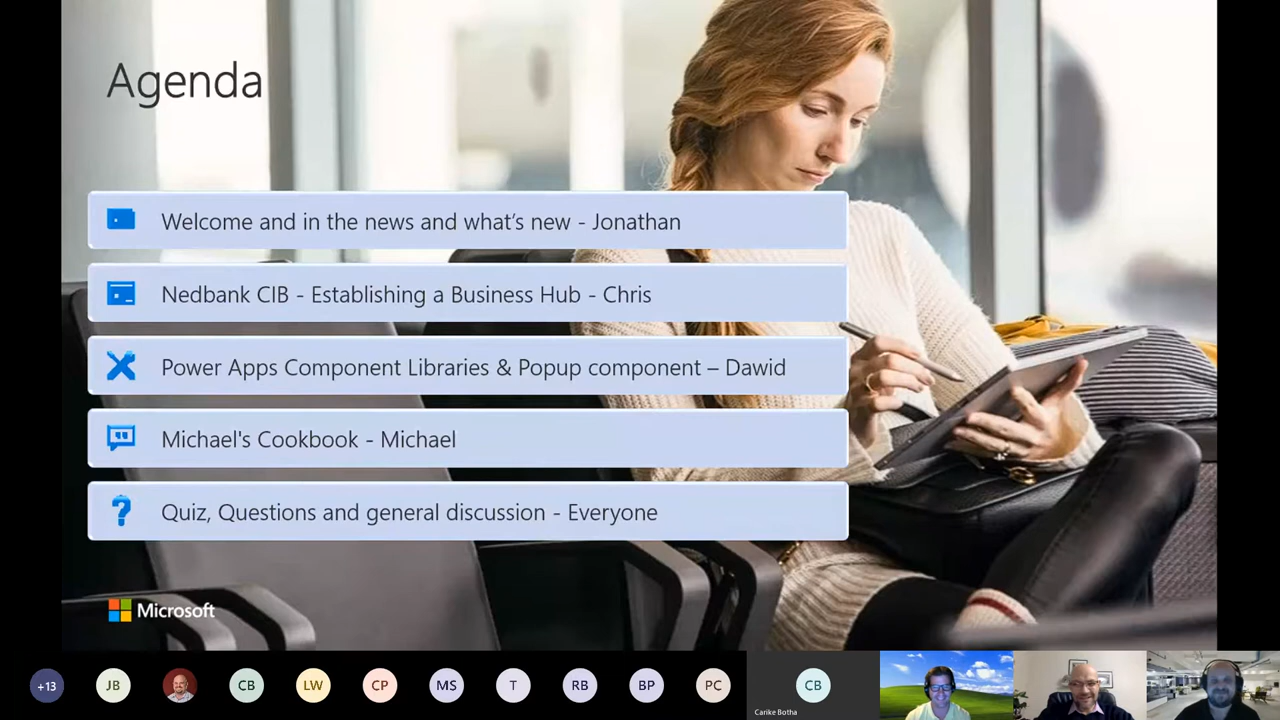 Agenda
Welcome and in the news and what's new - Jonathan
Nedbank CIB - Establishing a Business Hub - Chris
Power Apps Component Libraries & Popup component – Dawid
Michael's Cookbook - Michael
Quiz, Questions and general discussion - Everyone
Microsoft
+13 JB CB LW CP MS T RB BP PC CB
Carike Botha